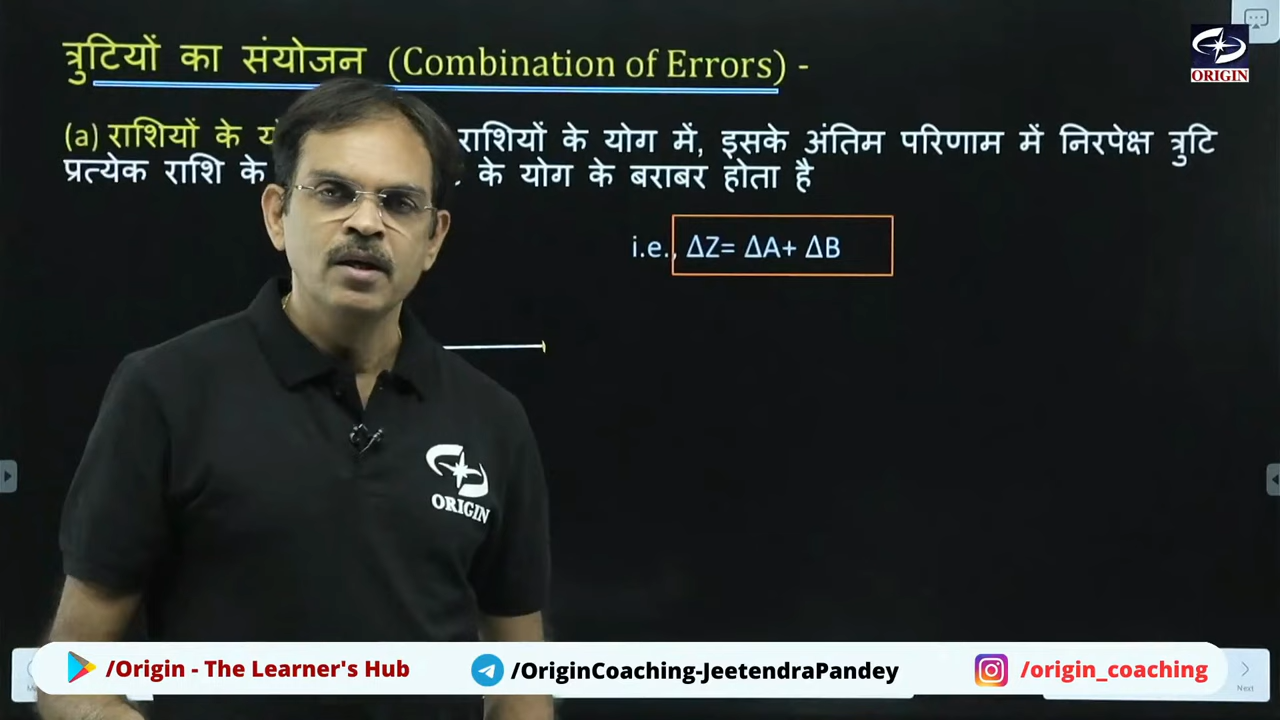 त्रुटियों का संयोजन (Combination of Errors) -
ORIGIN
(a) राशियों के राशियों के योग में, इसके अंतिम परिणाम में निरपेक्ष त्रुटि
प्रत्येक राशि के के योग के बराबर होता है
i.e., ΔZ= ΔA+ ΔB
ORIGIN
/Origin - The Learner's Hub
/OriginCoaching-JeetendraPandey
/origin_coaching
Next